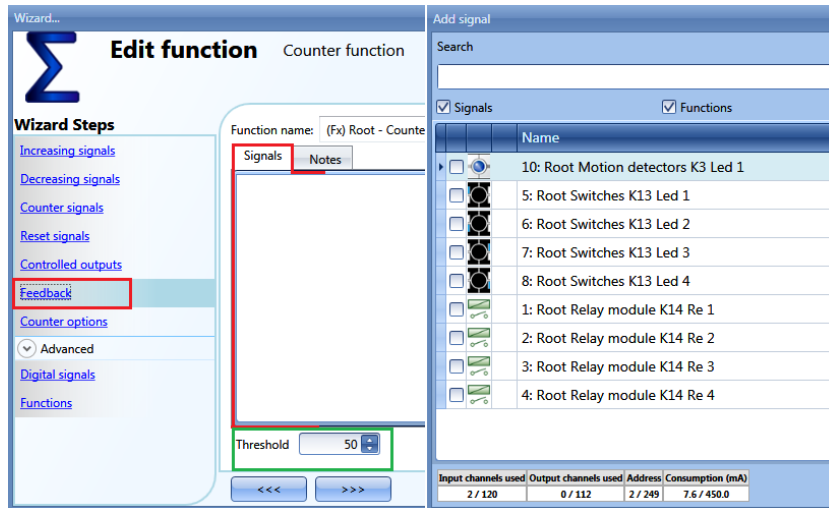 Wizard...
Edit function Counter function
Wizard Steps
Increasing signals
Decreasing signals
Counter signals
Reset signals
Controlled outputs
Feedback
Counter options
Advanced
Digital signals
Functions
Function name: (Fx) Root - Counte
Signals Notes
Threshold 50
<<< >>>
Add signal
Search
Signals Functions
Name
10: Root Motion detectors K3 Led 1
5: Root Switches K13 Led 1
6: Root Switches K13 Led 2
7: Root Switches K13 Led 3
8: Root Switches K13 Led 4
1: Root Relay module K14 Re 1
2: Root Relay module K14 Re 2
3: Root Relay module K14 Re 3
4: Root Relay module K14 Re 4
Input channels used Output channels used Address Consumption (mA)
2 / 120 0 / 112 2 / 249 7.6 / 450.0